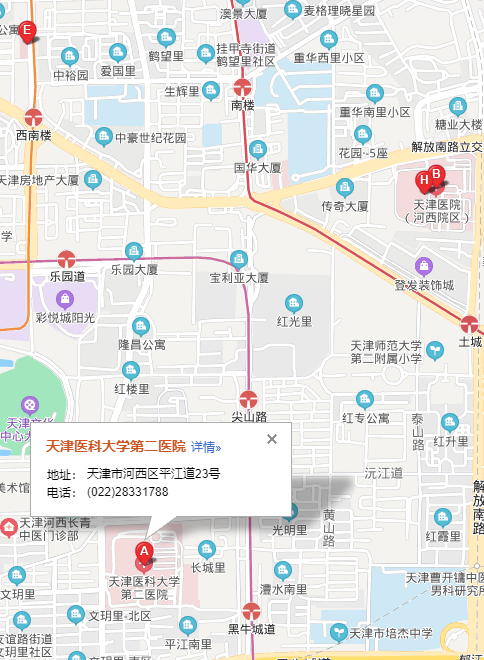 澳景大厦
麦格理晓星园
公寓
E
鹤望里
挂甲寺街道
鹤望里社区
重华西里小区
中裕园
爱国里
生辉里
南楼
重华南里小区
糖业大楼
西南楼
中豪世纪花园
花园-5座
解放南路立交
国华大厦
天津房地产大厦
H
B
传奇大厦
天津医院
（河西院区）
学
乐园道
乐园大厦
宝利亚大厦
登发装饰城
彩悦城阳光
红光里
土城
隆昌公寓
天津师范大学
第二附属小学
红楼里
尖山路
红专公寓
天津文化
中心大
泰山路
红升里
天津医科大学第二医院 详情»
地址： 天津市河西区平江道23号
电话： (022)28331788
沅江道
美术馆
解放南路
黄山路
光明里
红霞里
天津河西长青
中医门诊部
A
长城里
天津医科大学
第二医院
文玥里
澧水南里
天津曹开镛中医
男科研究所
文玥里-北区
黑牛城道
友谊路街道
文玥里社区
平江南里
天津市培杰中学